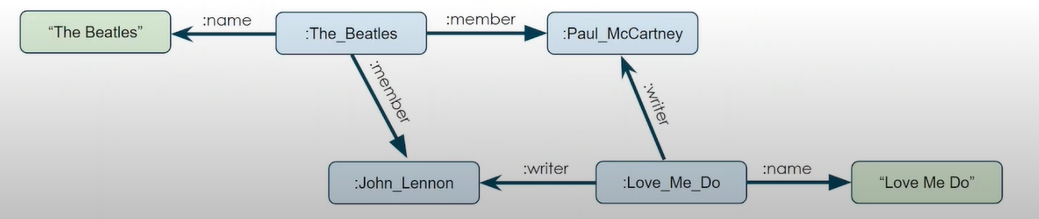 “The Beatles”
:name
:The_Beatles
:member
:Paul_McCartney
:member
:writer
:John_Lennon
:writer
:Love_Me_Do
:name
“Love Me Do”